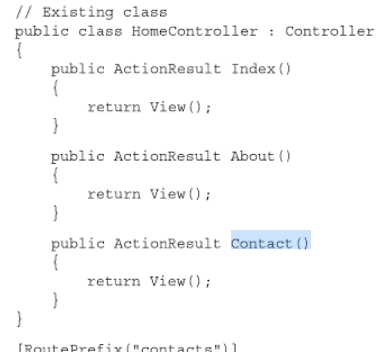 // Existing class
public class HomeController : Controller
{
    public ActionResult Index()
    {
        return View();
    }
    public ActionResult About()
    {
        return View();
    }
    public ActionResult Contact()
    {
        return View();
    }
}
[RoutePrefix("contacts")]